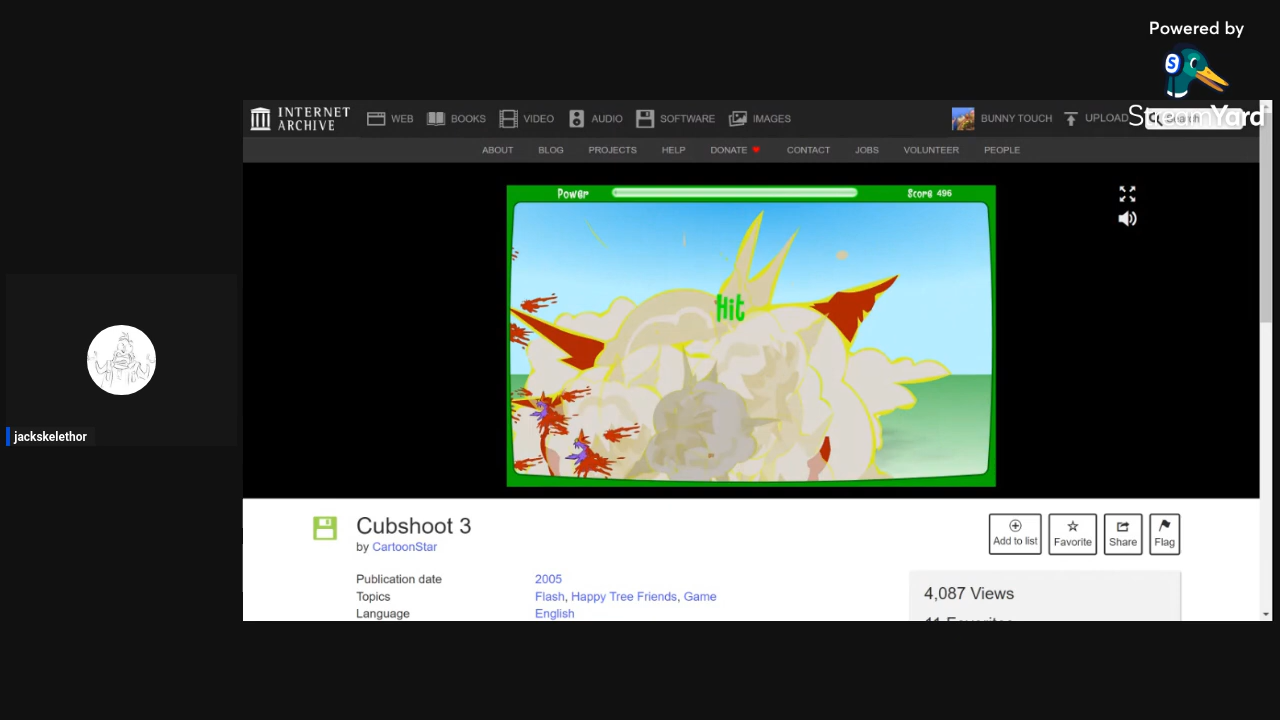 Powered by
StreamYard
INTERNET ARCHIVE
WEB BOOKS VIDEO AUDIO SOFTWARE IMAGES
BUNNY TOUCH UPLOAD
ABOUT BLOG PROJECTS HELP DONATE CONTACT JOBS VOLUNTEER PEOPLE
Power Score 496
Hit
jackskelethor
Cubshoot 3
by CartoonStar
Add to list Favorite Share Flag
Publication date 2005
Topics Flash, Happy Tree Friends, Game
Language English
4,087 Views